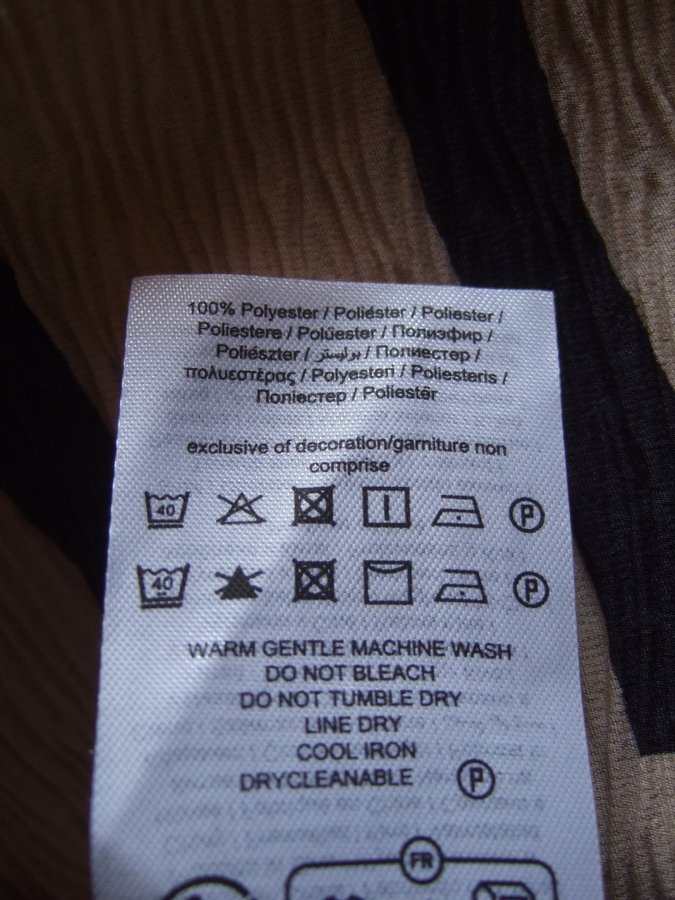 100% Polyester / Poliéster / Poliester /
Poliestere / Polúester / Полиэфир /
Poliészter / بوليستر / Полиестер /
πολυεστέρας / Polyesteri / Poliesteris /
Поліестер / Poliestër
exclusive of decoration/garniture non
comprise
40 P
40 P
WARM GENTLE MACHINE WASH
DO NOT BLEACH
DO NOT TUMBLE DRY
LINE DRY
COOL IRON
DRYCLEANABLE P
FR